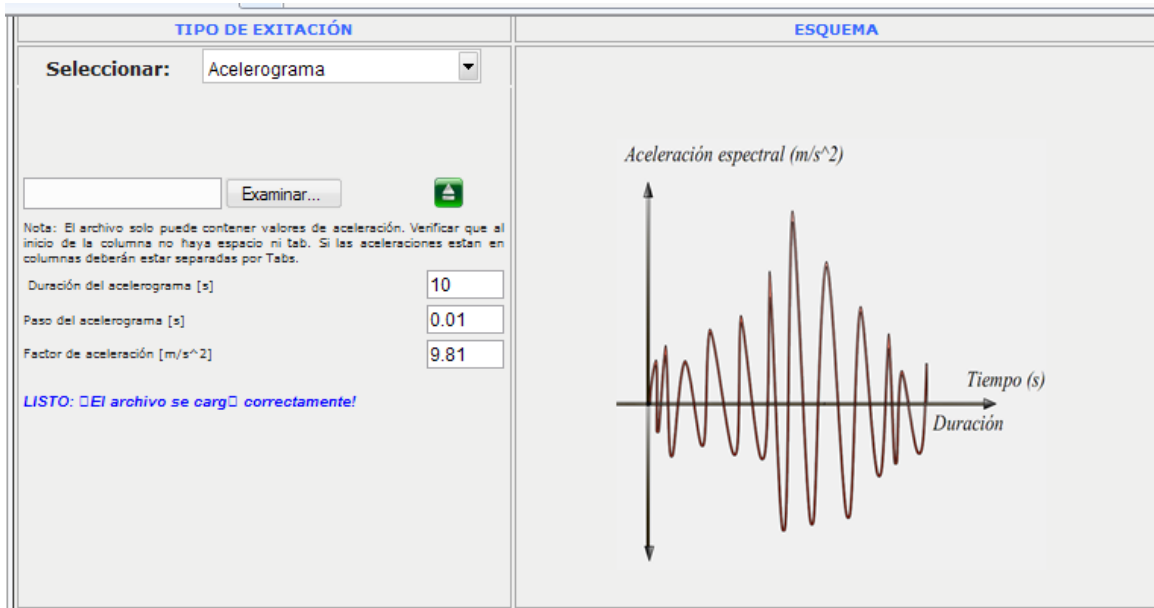 TIPO DE EXITACIÓN
ESQUEMA
Seleccionar:
Acelerograma
Examinar...
Nota: El archivo solo puede contener valores de aceleración. Verificar que al
inicio de la columna no haya espacio ni tab. Si las aceleraciones estan en
columnas deberán estar separadas por Tabs.
Duración del acelerograma [s]
10
Paso del acelerograma [s]
0.01
Factor de aceleración [m/s^2]
9.81
LISTO: □El archivo se carg□ correctamente!
Aceleración espectral (m/s^2)
Tiempo (s)
Duración